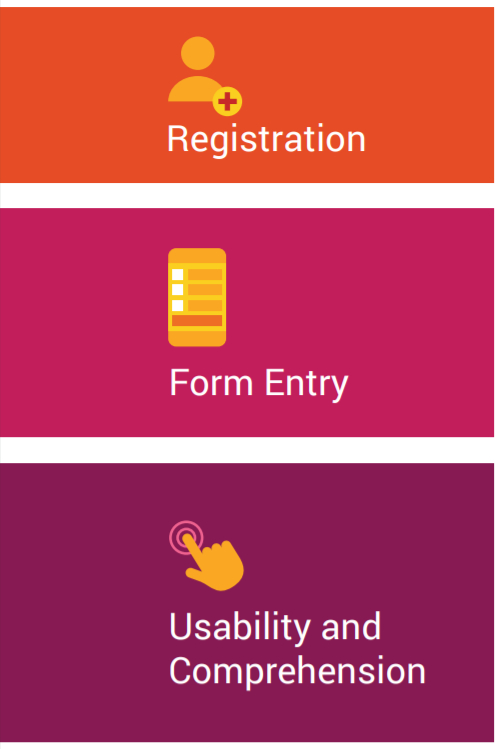 Registration
Form Entry
Usability and
Comprehension